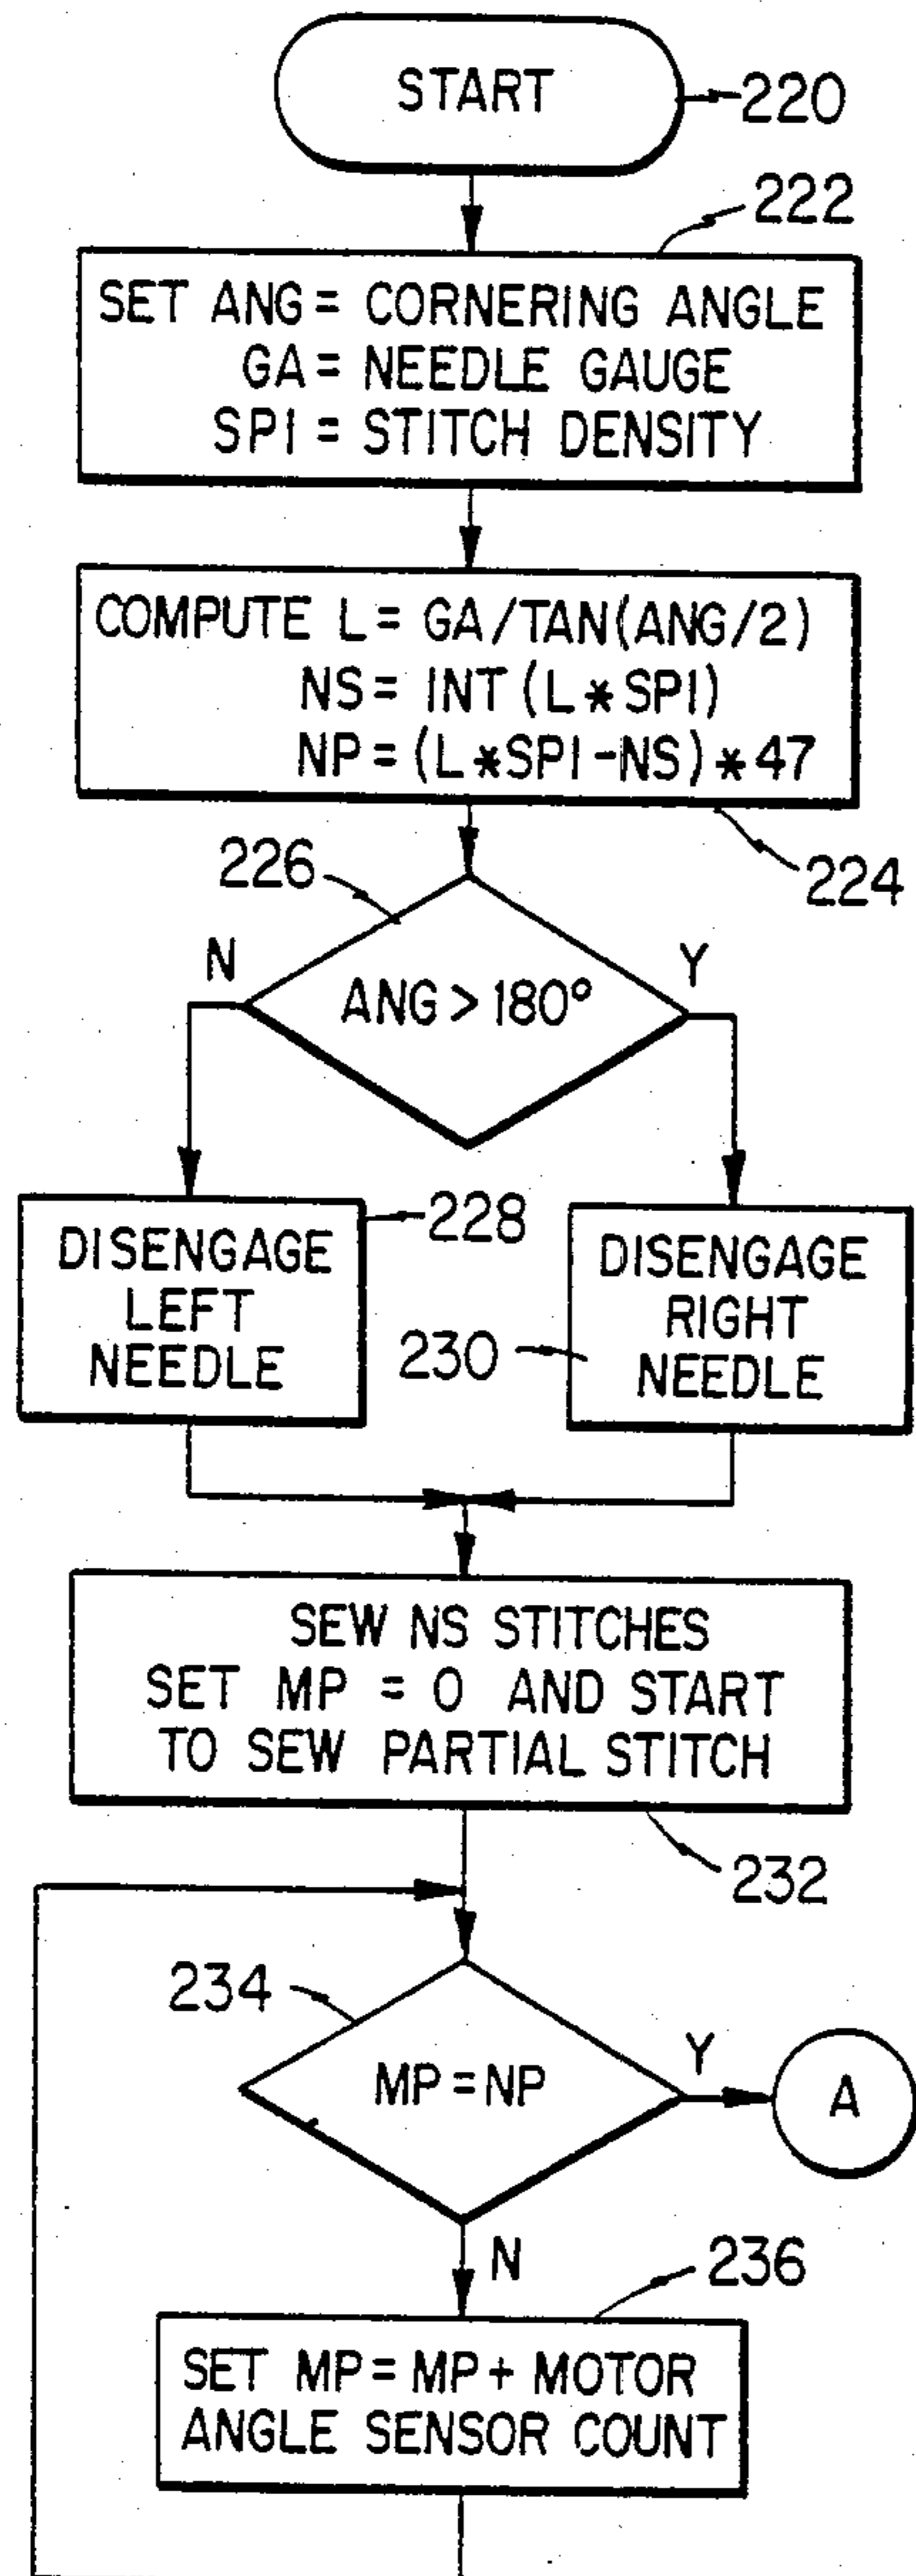 START
220
222
SET ANG = CORNERING ANGLE
GA = NEEDLE GAUGE
SPI = STITCH DENSITY
COMPUTE L = GA/TAN(ANG/2)
NS = INT (L * SPI)
NP = (L * SPI - NS) * 47
224
226
N
Y
ANG > 180°
228
DISENGAGE
LEFT
NEEDLE
DISENGAGE
RIGHT
NEEDLE
230
SEW NS STITCHES
SET MP = 0 AND START
TO SEW PARTIAL STITCH
232
234
MP = NP
Y
A
N
236
SET MP = MP + MOTOR
ANGLE SENSOR COUNT